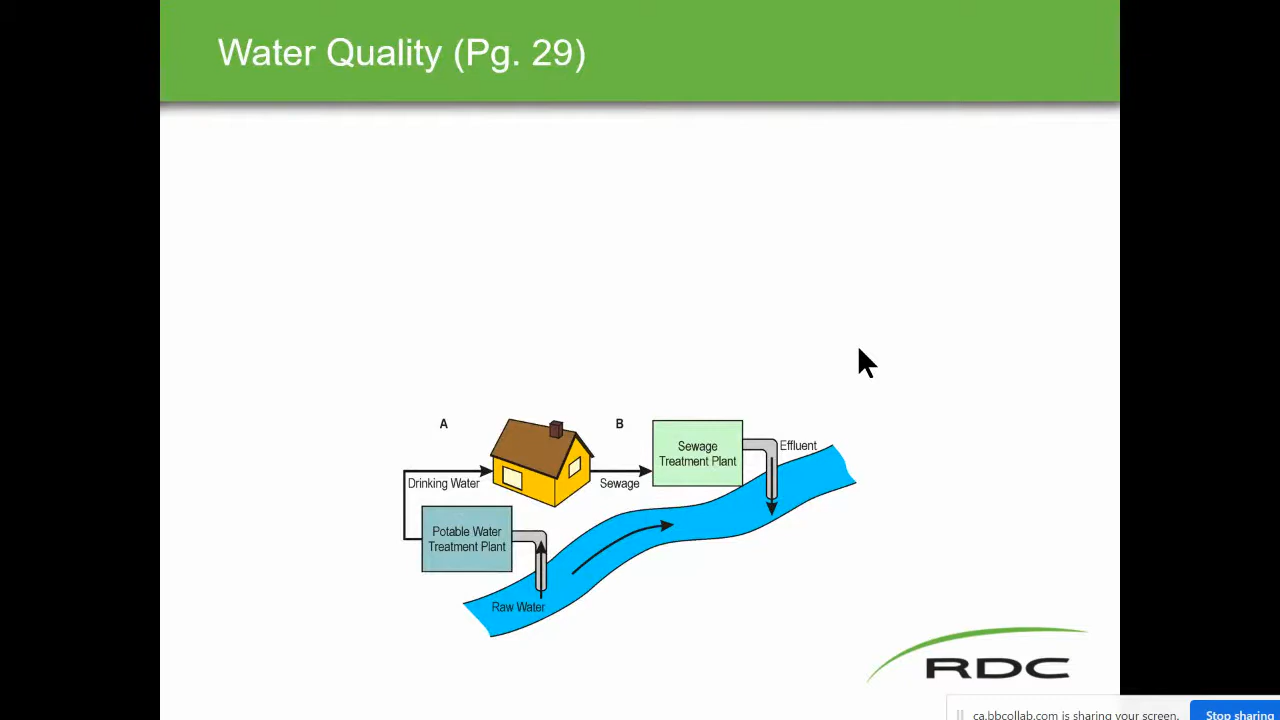 Water Quality (Pg. 29)
A
B
Sewage
Treatment Plant
Effluent
Drinking Water
Sewage
Potable Water
Treatment Plant
Raw Water
RDC
ca.bbcollab.com is sharing your screen.
Stop sharing